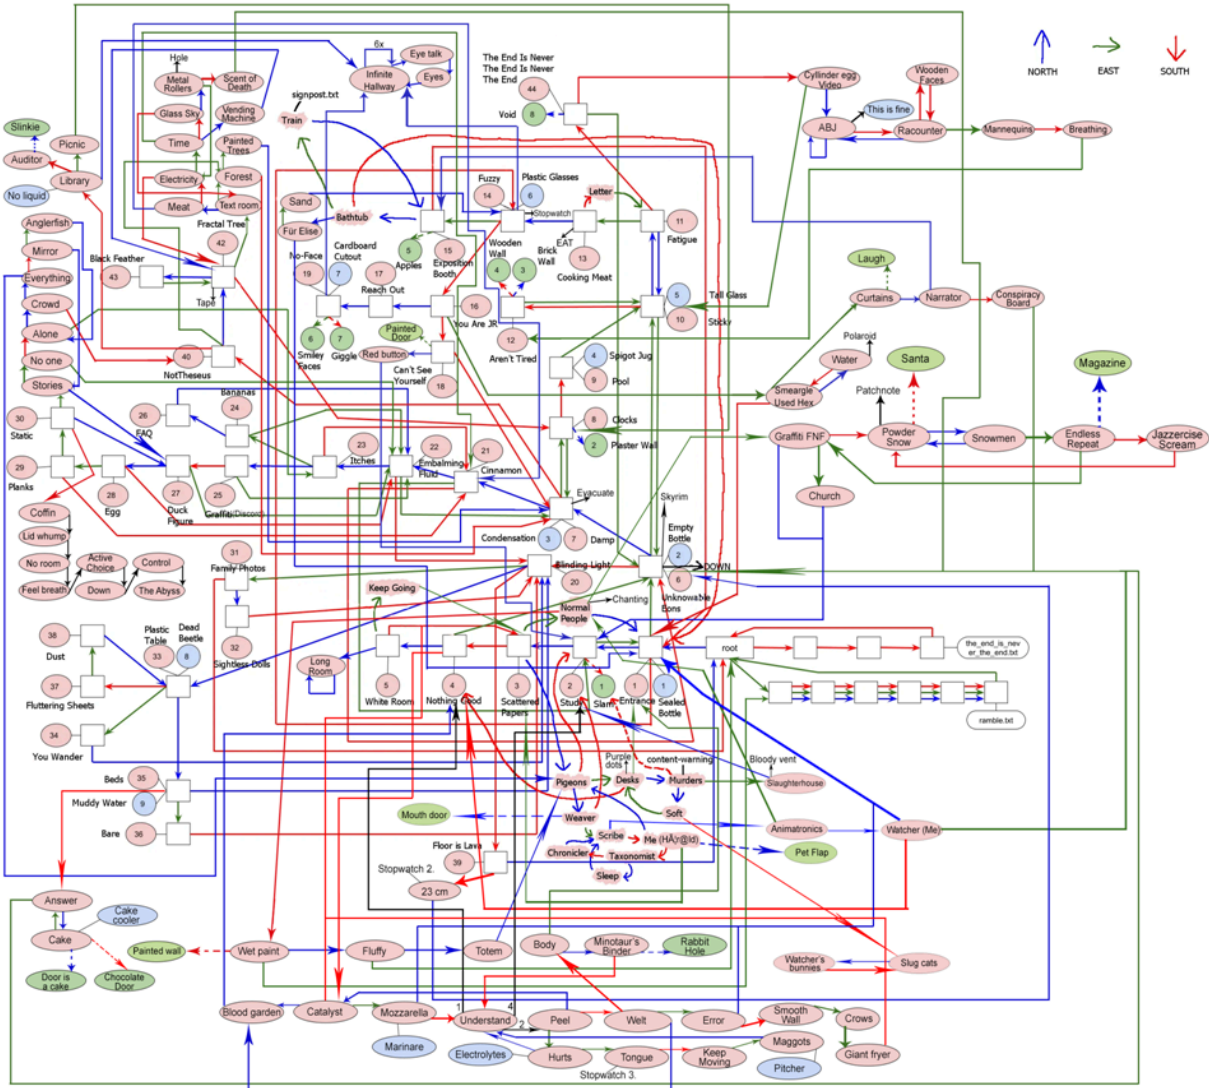 6x
Eye talk
Infinite
Hallway
Eyes
The End Is Never
The End Is Never
The End
44
Void
8
Cyllinder egg
Video
Wooden
Faces
This is fine
ABJ
Racounter
Mannequins
Breathing
NORTH
EAST
SOUTH
Hole
Metal
Rollers
Scent of
Death
Glass Sky
Vending
Machine
Time
Painted
Trees
Electricity
Forest
Meat
Text room
Fractal Tree
42
signpost.txt
Train
Slinkie
Auditor
Picnic
Library
No liquid
Anglerfish
Mirror
Everything
Crowd
Alone
No one
Stories
Black Feather
43
Tape
40
NotTheseus
Sand
Für Elise
Bathtub
No-Face
19
Cardboard
Cutout
7
17
Reach Out
5
Apples
15
Exposition
Booth
Fuzzy
14
Plastic Glasses
6
Stopwatch
Letter
EAT
13
Cooking Meat
11
Fatigue
Wooden
Wall
4
Brick
Wall
3
16
You Are JR
12
Aren't Tired
5
Tall Glass
10
Sticky
6
Smiley
Faces
7
Giggle
Painted
Door
Red button
Can't See
Yourself
18
4
Spigot Jug
9
Pool
8
Clocks
2
Plaster Wall
Laugh
Curtains
Narrator
Conspiracy
Board
Polaroid
Water
Smeargle
Used Hex
Santa
Patchnote
Magazine
Graffiti FNF
Powder
Snow
Snowmen
Endless
Repeat
Jazzercise
Scream
Church
30
Static
29
Planks
28
Egg
26
FAQ
Bananas
24
27
Duck
Figure
25
Graffiti(Discord)
23
Itches
22
Embalming
Fluid
21
Cinnamon
Evacuate
Condensation
3
7
Damp
Skyrim
Empty
Bottle
2
DOWN
6
Unknowable
Eons
Blinding Light
20
Coffin
Lid whump
No room
Feel breath
Active
Choice
Down
Control
The Abyss
31
Family Photos
32
Sightless Dolls
Keep Going
Normal
People
Chanting
38
Dust
Plastic
Table
33
Dead
Beetle
8
37
Fluttering Sheets
34
You Wander
Long
Room
5
White Room
4
Nothing Good
3
Scattered
Papers
2
Study
1
Slam
1
Entrance
1
Sealed
Bottle
root
the_end_is_nev
er_the_end.txt
ramble.txt
Beds
35
Muddy Water
9
Bare
36
Pigeons
Purple
dots
Desks
content-warning
Murders
Bloody vent
Slaughterhouse
Mouth door
Weaver
Soft
Scribe
Me (HÃ¦r@ld)
Chronicler
Taxonomist
Sleep
Animatronics
Watcher (Me)
Pet Flap
Floor is Lava
39
Stopwatch 2.
23 cm
Answer
Cake
cooler
Cake
Door is
a cake
Chocolate
Door
Painted wall
Wet paint
Fluffy
Totem
Body
Minotaur's
Binder
Rabbit
Hole
Watcher's
bunnies
Slug cats
Blood garden
Catalyst
Mozzarella
1
4
Understand
2
Peel
Welt
Error
Smooth
Wall
Crows
Marinare
Electrolytes
Hurts
Tongue
Keep
Moving
Maggots
Giant fryer
Stopwatch 3.
Pitcher